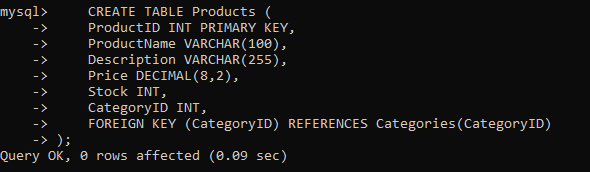 mysql>     CREATE TABLE Products (
    ->     ProductID INT PRIMARY KEY,
    ->     ProductName VARCHAR(100),
    ->     Description VARCHAR(255),
    ->     Price DECIMAL(8,2),
    ->     Stock INT,
    ->     CategoryID INT,
    ->     FOREIGN KEY (CategoryID) REFERENCES Categories(CategoryID)
    -> );
Query OK, 0 rows affected (0.09 sec)